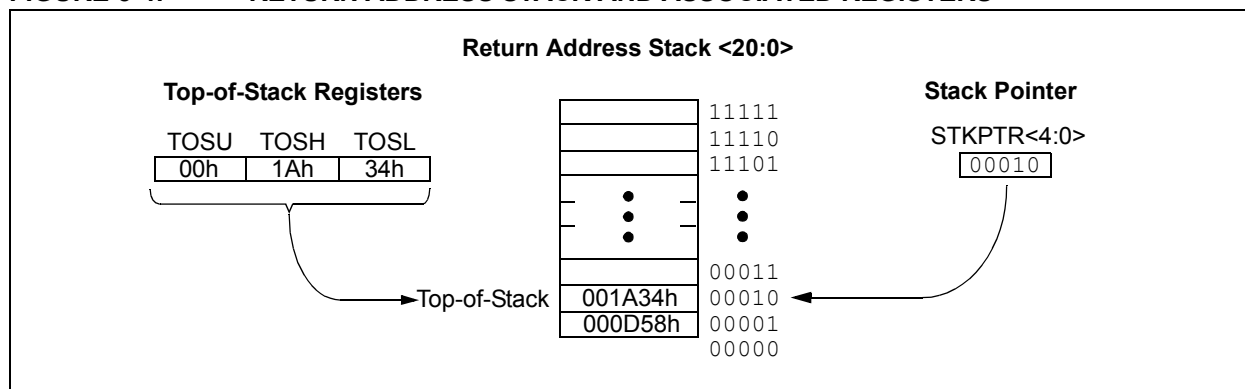 Return Address Stack <20:0>
Top-of-Stack Registers
Stack Pointer
TOSU TOSH TOSL
STKPTR<4:0>
00h 1Ah 34h
00010
11111
11110
11101
00011
Top-of-Stack 001A34h 00010
000D58h 00001
00000